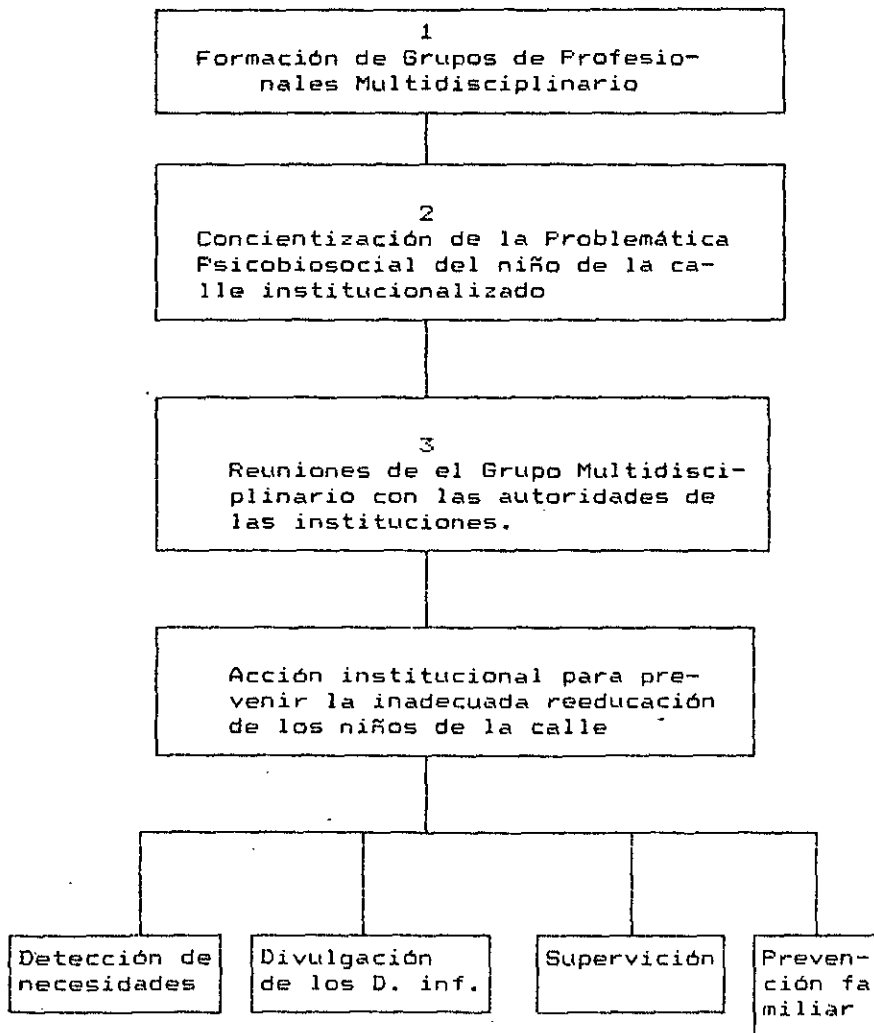 1
Formación de Grupos de Profesio-
nales Multidisciplinario
2
Concientización de la Problemática
Psicobiosocial del niño de la ca-
lle institucionalizado
3
Reuniones de el Grupo Multidisci-
plinario con las autoridades de
las instituciones.
Acción institucional para pre-
venir la inadecuada reeducación
de los niños de la calle
Detección de
necesidades
Divulgación
de los D. inf.
Supervición
Preven-
ción fa
miliar